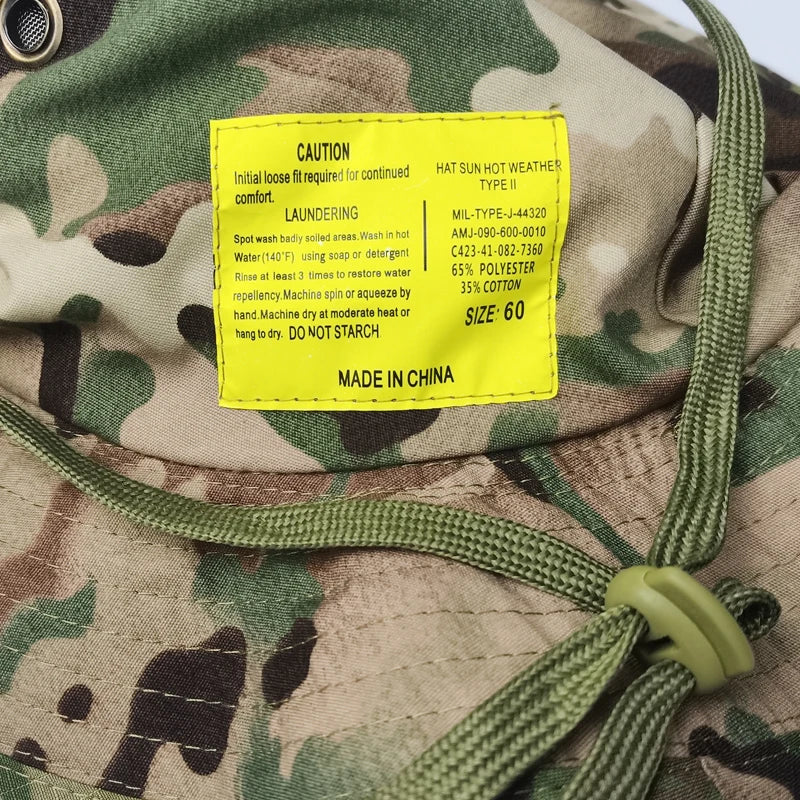 CAUTION
Initial loose fit required for continued
comfort.
LAUNDERING
Spot wash badly soiled areas.Wash in hot
Water(140°F) using soap or detergent
Rinse at least 3 times to restore water
repellency.Machine spin or aqueeze by
hand.Machine dry at moderate heat or
hang to dry. DO NOT STARCH
HAT SUN HOT WEATHER
TYPE II
MIL-TYPE-J-44320
AMJ-090-600-0010
C423-41-082-7360
65% POLYESTER
35% COTTON
SIZE: 60
MADE IN CHINA